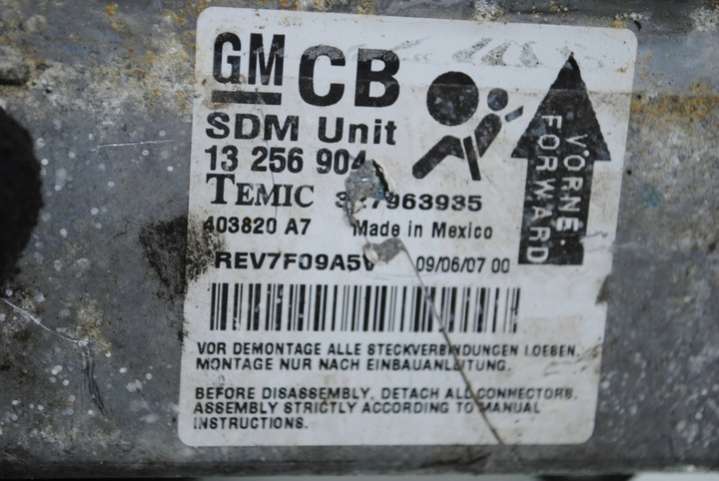 GM CB
SDM Unit
13 256 904
TEMIC
403820 A7 Made in Mexico
REV7F09A5V 09/06/07 00
VORNE
FORWARD
VOR DEMONTAGE ALLE STECKVERBINDUNGEN LOESEN.
MONTAGE NUR NACH EINBAUANLEITUNG.
BEFORE DISASSEMBLY, DETACH ALL CONNECTORS.
ASSEMBLY STRICTLY ACCORDING TO MANUAL
INSTRUCTIONS.